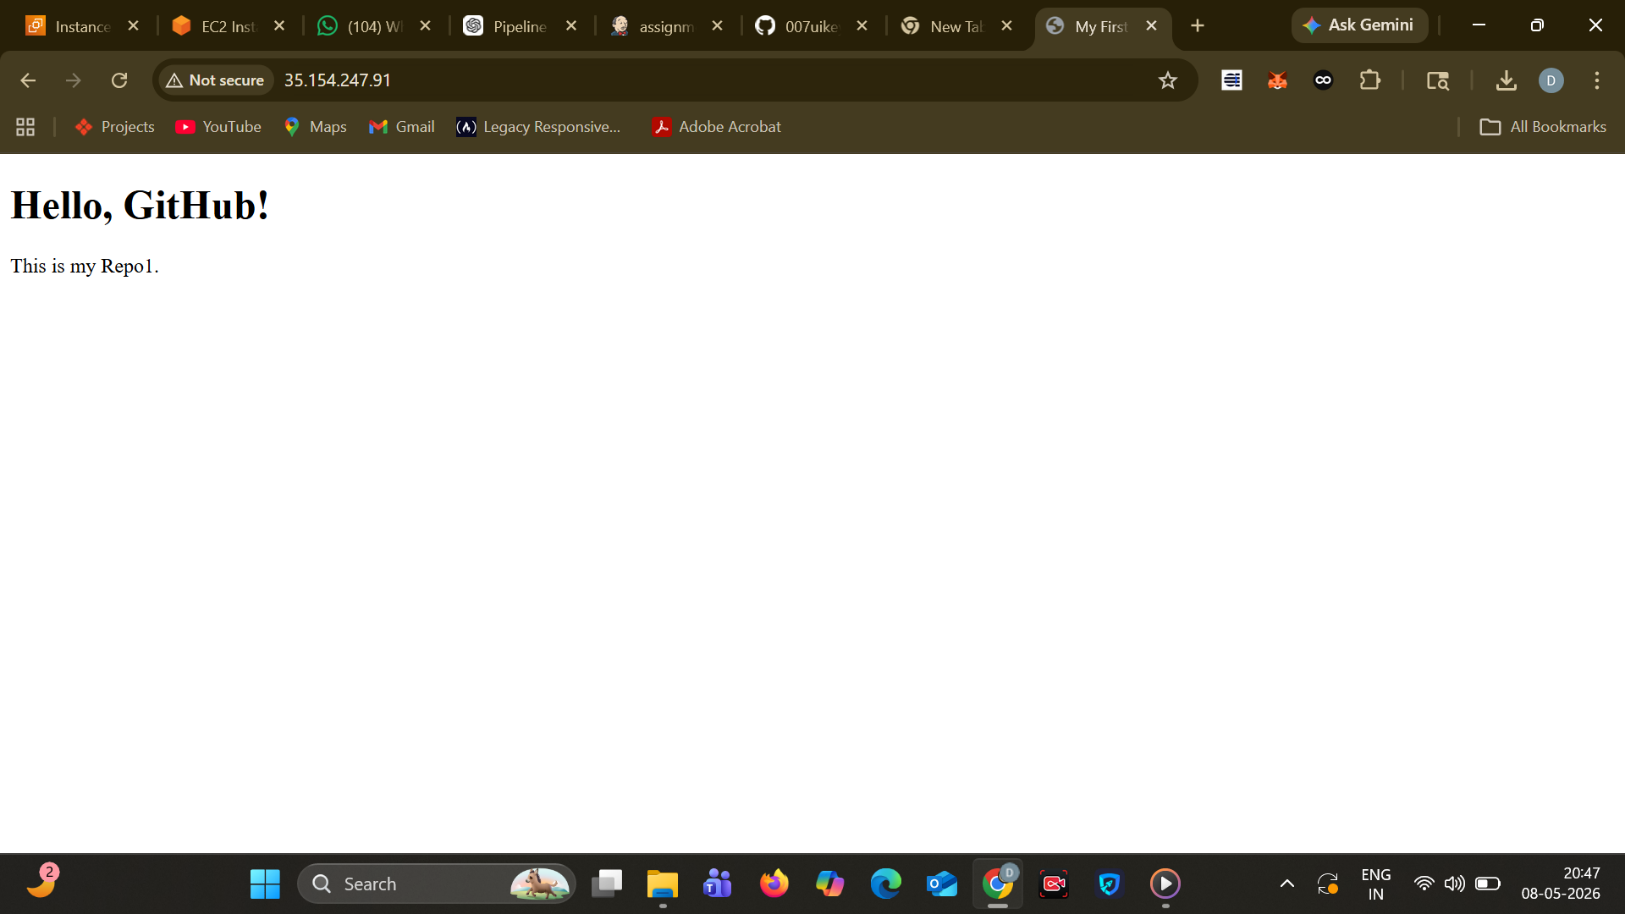 Instance
EC2 Inst
(104) W
Pipeline
assignm
007uike
New Tab
My First
Ask Gemini
Not secure
35.154.247.91
D
Projects
YouTube
Maps
Gmail
Legacy Responsive...
Adobe Acrobat
All Bookmarks
Hello, GitHub!
This is my Repo1.
2
Search
D
ENG
IN
20:47
08-05-2026